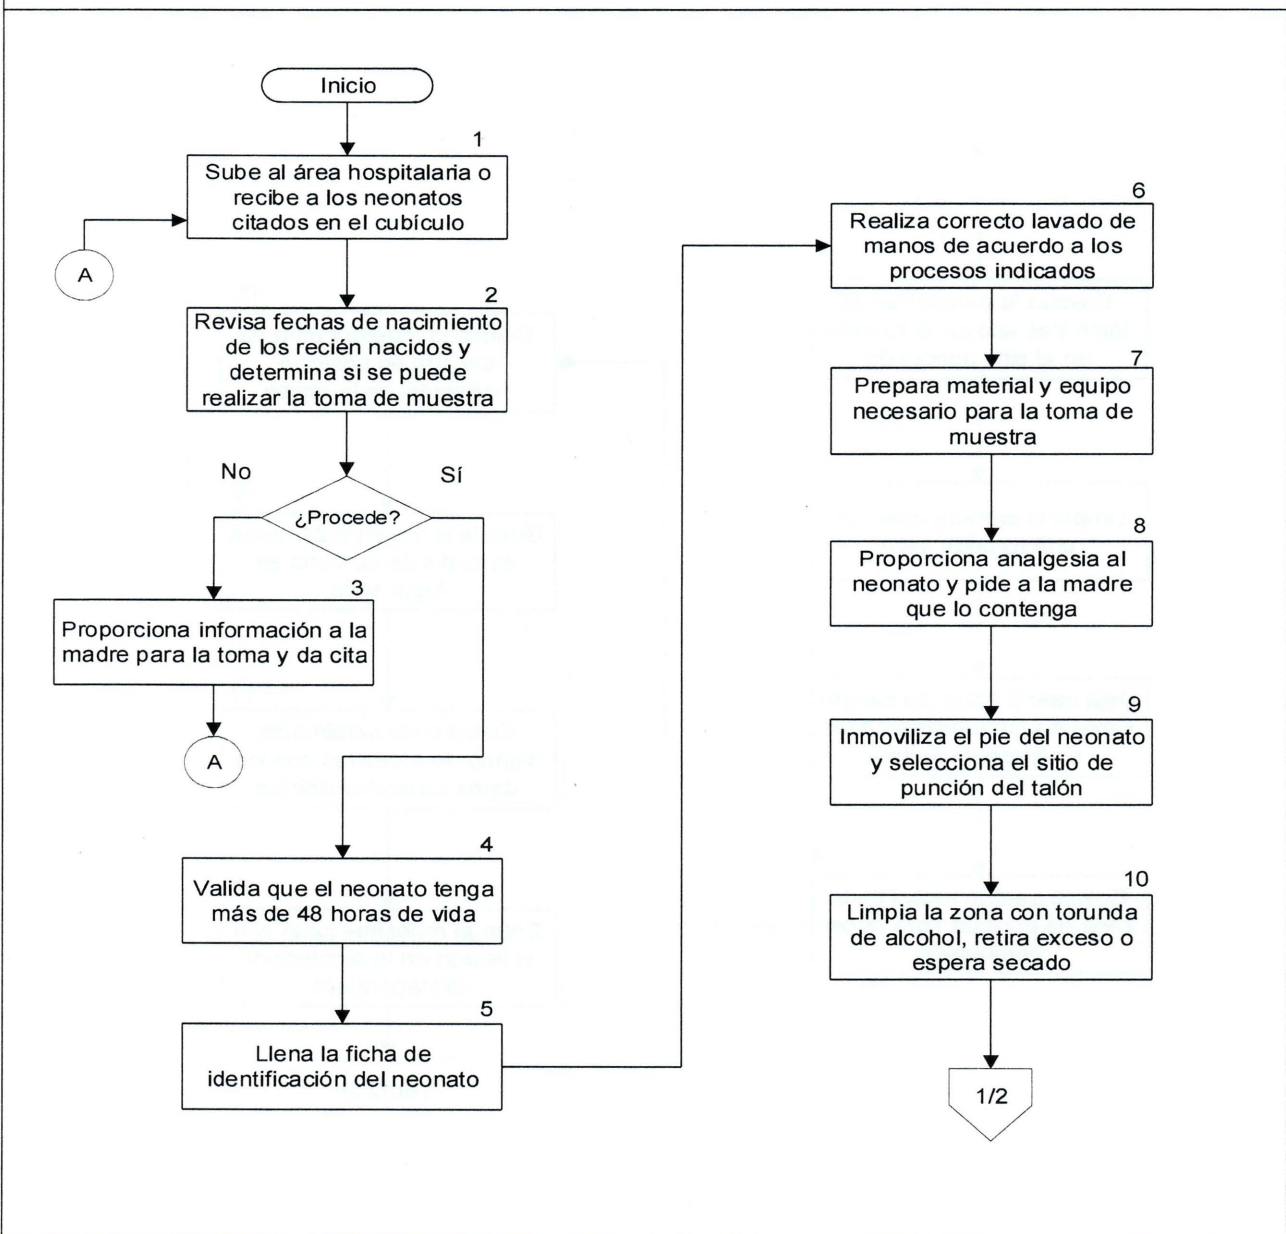 Inicio
1
Sube al área hospitalaria o
recibe a los neonatos
citados en el cubículo
A
2
Revisa fechas de nacimiento
de los recién nacidos y
determina si se puede
realizar la toma de muestra
No
Sí
¿Procede?
3
Proporciona información a la
madre para la toma y da cita
A
4
Valida que el neonato tenga
más de 48 horas de vida
5
Llena la ficha de
identificación del neonato
6
Realiza correcto lavado de
manos de acuerdo a los
procesos indicados
7
Prepara material y equipo
necesario para la toma de
muestra
8
Proporciona analgesia al
neonato y pide a la madre
que lo contenga
9
Inmoviliza el pie del neonato
y selecciona el sitio de
punción del talón
10
Limpia la zona con torunda
de alcohol, retira exceso o
espera secado
1/2